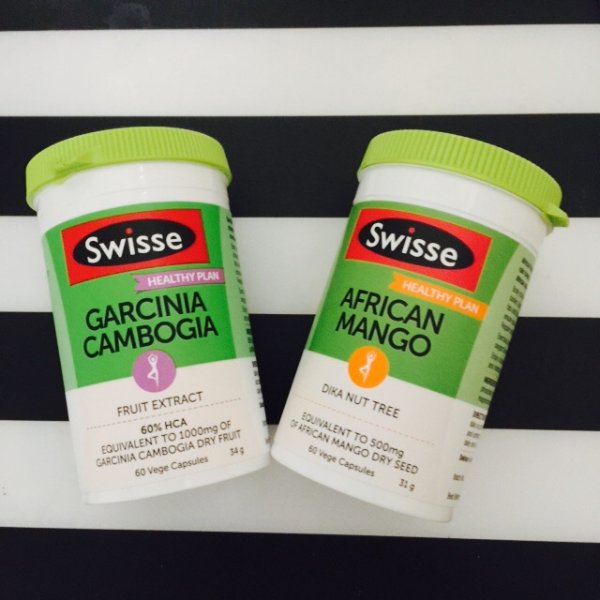 Swisse
HEALTHY PLAN
GARCINIA
CAMBOGIA
FRUIT EXTRACT
60% HCA
EQUIVALENT TO 1000mg OF
GARCINIA CAMBOGIA DRY FRUIT
60 Vege Capsules
34 g
Swisse
HEALTHY PLAN
AFRICAN
MANGO
DIKA NUT TREE
EQUIVALENT TO 500mg
OF AFRICAN MANGO DRY SEED
60 Vege Capsules
31 g